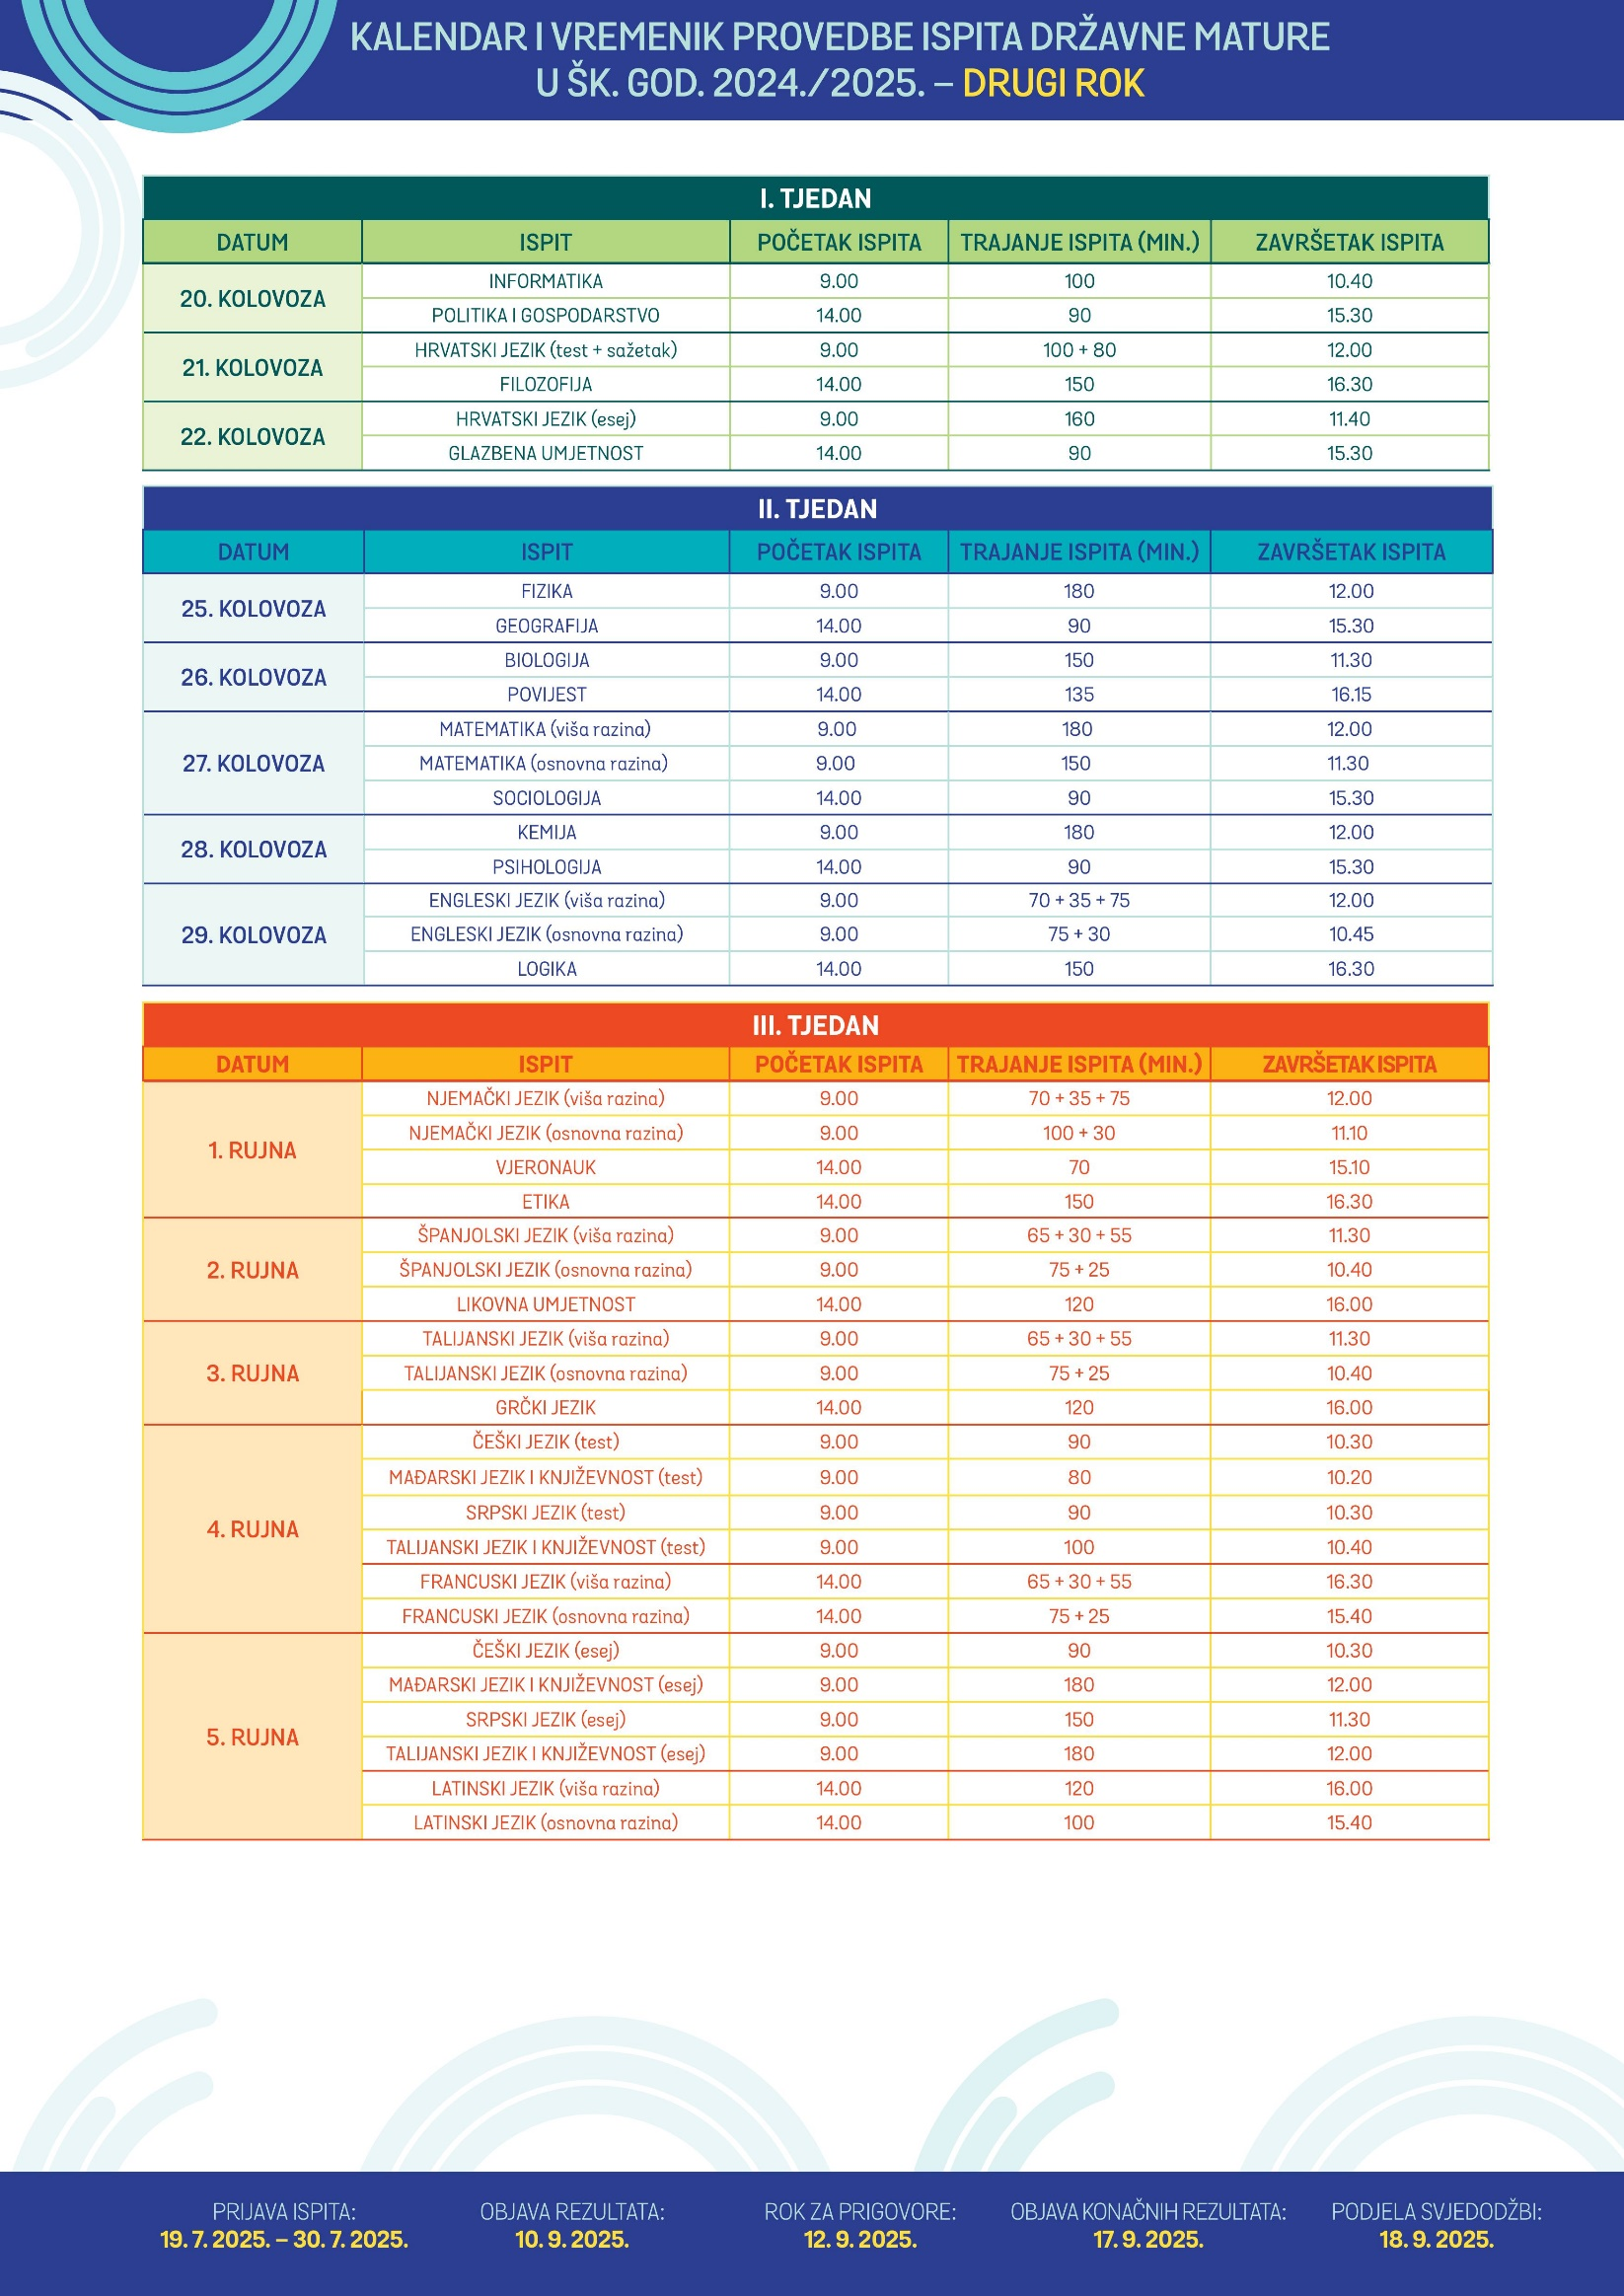 KALENDAR I VREMENIK PROVEDBE ISPITA DRŽAVNE MATURE
U ŠK. GOD. 2024./2025. – DRUGI ROK
I. TJEDAN
DATUM ISPIT POČETAK ISPITA TRAJANJE ISPITA (MIN.) ZAVRŠETAK ISPITA
20. KOLOVOZA
INFORMATIKA 9.00 100 10.40
POLITIKA I GOSPODARSTVO 14.00 90 15.30
21. KOLOVOZA
HRVATSKI JEZIK (test + sažetak) 9.00 100 + 80 12.00
FILOZOFIJA 14.00 150 16.30
22. KOLOVOZA
HRVATSKI JEZIK (esej) 9.00 160 11.40
GLAZBENA UMJETNOST 14.00 90 15.30
II. TJEDAN
DATUM ISPIT POČETAK ISPITA TRAJANJE ISPITA (MIN.) ZAVRŠETAK ISPITA
25. KOLOVOZA
FIZIKA 9.00 180 12.00
GEOGRAFIJA 14.00 90 15.30
26. KOLOVOZA
BIOLOGIJA 9.00 150 11.30
POVIJEST 14.00 135 16.15
27. KOLOVOZA
MATEMATIKA (viša razina) 9.00 180 12.00
MATEMATIKA (osnovna razina) 9.00 150 11.30
SOCIOLOGIJA 14.00 90 15.30
28. KOLOVOZA
KEMIJA 9.00 180 12.00
PSIHOLOGIJA 14.00 90 15.30
29. KOLOVOZA
ENGLESKI JEZIK (viša razina) 9.00 70 + 35 + 75 12.00
ENGLESKI JEZIK (osnovna razina) 9.00 75 + 30 10.45
LOGIKA 14.00 150 16.30
III. TJEDAN
DATUM ISPIT POČETAK ISPITA TRAJANJE ISPITA (MIN.) ZAVRŠETAK ISPITA
1. RUJNA
NJEMAČKI JEZIK (viša razina) 9.00 70 + 35 + 75 12.00
NJEMAČKI JEZIK (osnovna razina) 9.00 100 + 30 11.10
VJERONAUK 14.00 70 15.10
ETIKA 14.00 150 16.30
2. RUJNA
ŠPANJOLSKI JEZIK (viša razina) 9.00 65 + 30 + 55 11.30
ŠPANJOLSKI JEZIK (osnovna razina) 9.00 75 + 25 10.40
LIKOVNA UMJETNOST 14.00 120 16.00
3. RUJNA
TALIJANSKI JEZIK (viša razina) 9.00 65 + 30 + 55 11.30
TALIJANSKI JEZIK (osnovna razina) 9.00 75 + 25 10.40
GRČKI JEZIK 14.00 120 16.00
4. RUJNA
ČEŠKI JEZIK (test) 9.00 90 10.30
MAĐARSKI JEZIK I KNJIŽEVNOST (test) 9.00 80 10.20
SRPSKI JEZIK (test) 9.00 90 10.30
TALIJANSKI JEZIK I KNJIŽEVNOST (test) 9.00 100 10.40
FRANCUSKI JEZIK (viša razina) 14.00 65 + 30 + 55 16.30
FRANCUSKI JEZIK (osnovna razina) 14.00 75 + 25 15.40
5. RUJNA
ČEŠKI JEZIK (esej) 9.00 90 10.30
MAĐARSKI JEZIK I KNJIŽEVNOST (esej) 9.00 180 12.00
SRPSKI JEZIK (esej) 9.00 150 11.30
TALIJANSKI JEZIK I KNJIŽEVNOST (esej) 9.00 180 12.00
LATINSKI JEZIK (viša razina) 14.00 120 16.00
LATINSKI JEZIK (osnovna razina) 14.00 100 15.40
PRIJAVA ISPITA:
19. 7. 2025. – 30. 7. 2025.
OBJAVA REZULTATA:
10. 9. 2025.
ROK ZA PRIGOVORE:
12. 9. 2025.
OBJAVA KONAČNIH REZULTATA:
17. 9. 2025.
PODJELA SVJEDODŽBI:
18. 9. 2025.